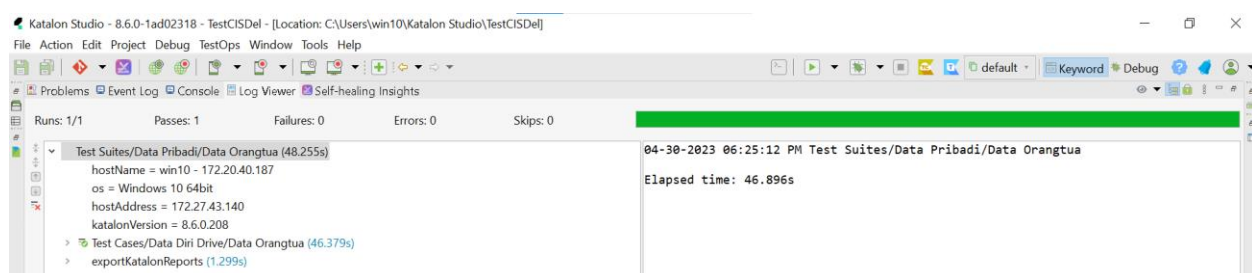 Katalon Studio - 8.6.0-1ad02318 - TestCISDel - [Location: C:\Users\win10\Katalon Studio\TestCISDel]
File Action Edit Project Debug TestOps Window Tools Help
default Keyword Debug
Problems Event Log Console Log Viewer Self-healing Insights
Runs: 1/1 Passes: 1 Failures: 0 Errors: 0 Skips: 0
Test Suites/Data Pribadi/Data Orangtua (48.255s)
hostName = win10 - 172.20.40.187
os = Windows 10 64bit
hostAddress = 172.27.43.140
katalonVersion = 8.6.0.208
Test Cases/Data Diri Drive/Data Orangtua (46.379s)
exportKatalonReports (1.299s)
04-30-2023 06:25:12 PM Test Suites/Data Pribadi/Data Orangtua
Elapsed time: 46.896s